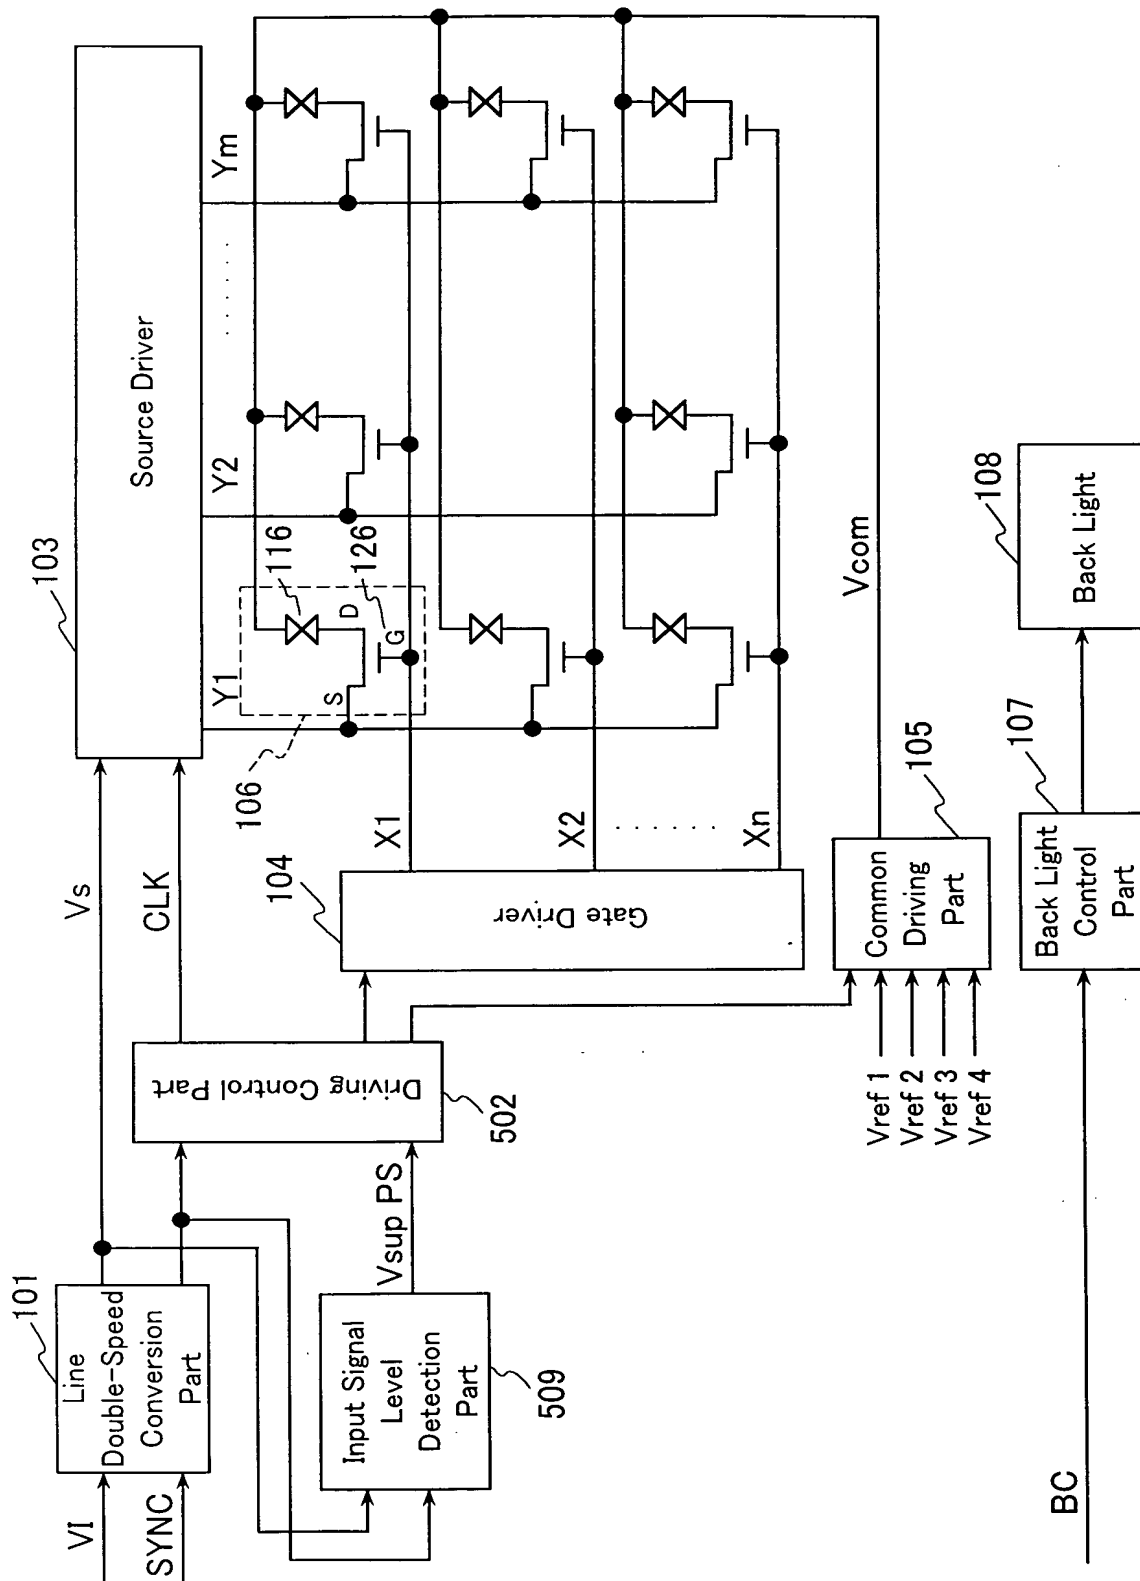 VI
SYNC
101
Line
Double-Speed
Conversion
Part
Vs
CLK
103
Source Driver
Input Signal
Level
Detection
Part
509
Vsup PS
Driving Control Part
502
104
Gate Driver
X1
X2
. . . . . .
Xn
Y1
Y2
. . . . . .
Ym
106
116
126
S
D
G
Vref 1
Vref 2
Vref 3
Vref 4
Common
Driving
Part
105
Vcom
BC
Back Light
Control
Part
107
Back Light
108